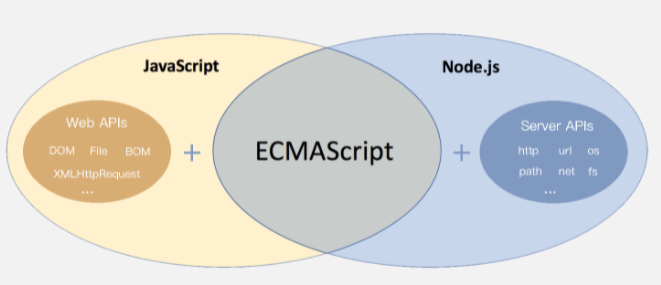 JavaScript
Node.js
Web APIs
DOM File BOM
XMLHttpRequest
...
+
ECMAScript
+
Server APIs
http url os
path net fs
...